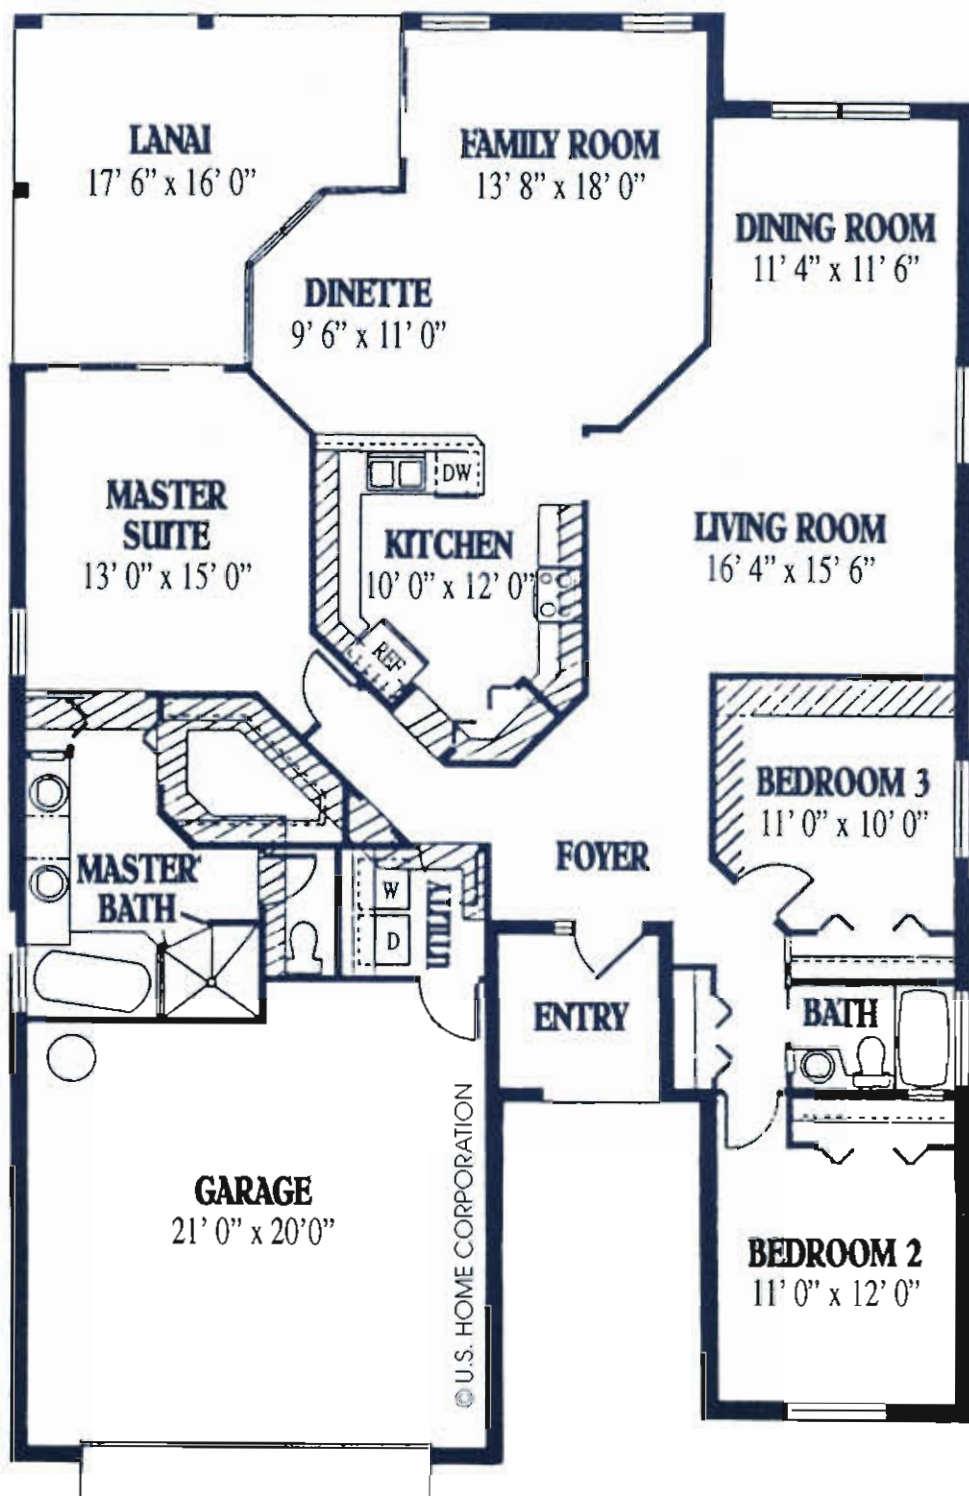 LANAI
17' 6" x 16' 0"
FAMILY ROOM
13' 8" x 18' 0"
DINING ROOM
11' 4" x 11' 6"
DINETTE
9' 6" x 11' 0"
MASTER
SUITE
13' 0" x 15' 0"
DW
KITCHEN
10' 0" x 12' 0"
REF
LIVING ROOM
16' 4" x 15' 6"
BEDROOM 3
11' 0" x 10' 0"
FOYER
MASTER
BATH
W
D
UTILITY
ENTRY
BATH
GARAGE
21' 0" x 20'0"
© U.S. HOME CORPORATION
BEDROOM 2
11' 0" x 12' 0"